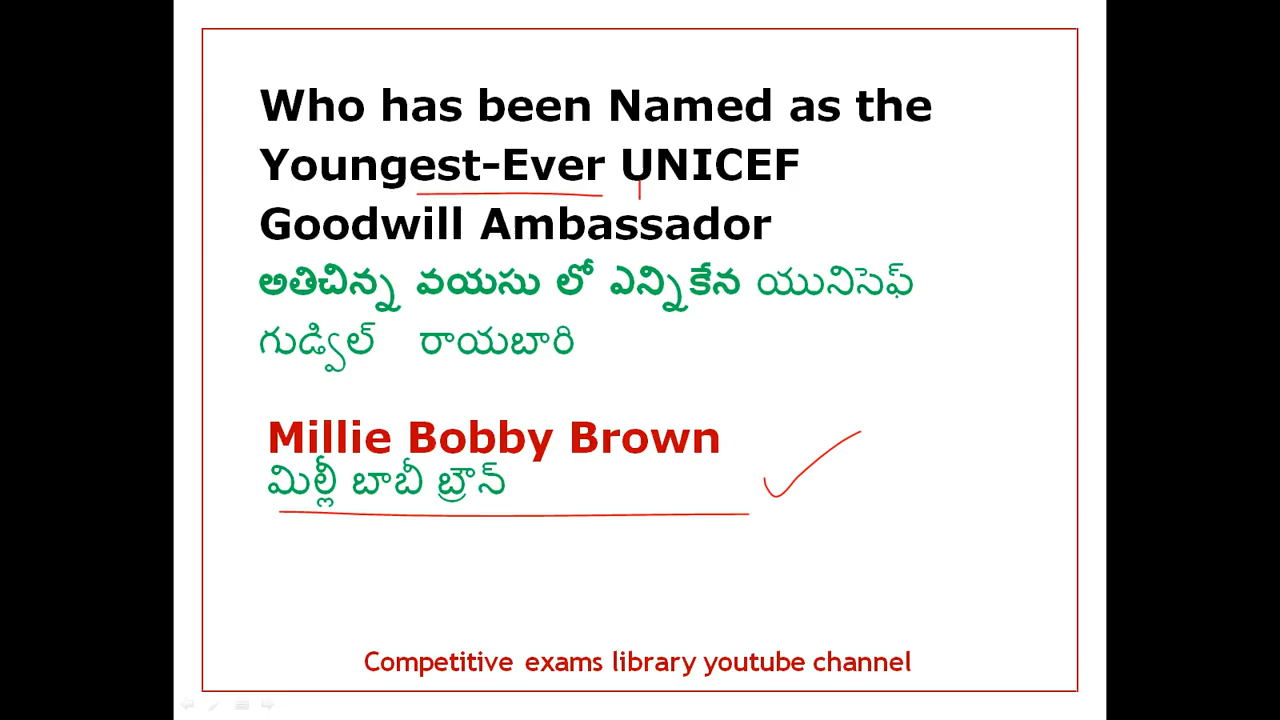 Who has been Named as the
Youngest-Ever UNICEF
Goodwill Ambassador
అతిచిన్న వయసు లో ఎన్నికేన యునిసెఫ్
గుడ్విల్ రాయబారి
Millie Bobby Brown
మిల్లీ బాబీ బ్రౌన్
Competitive exams library youtube channel